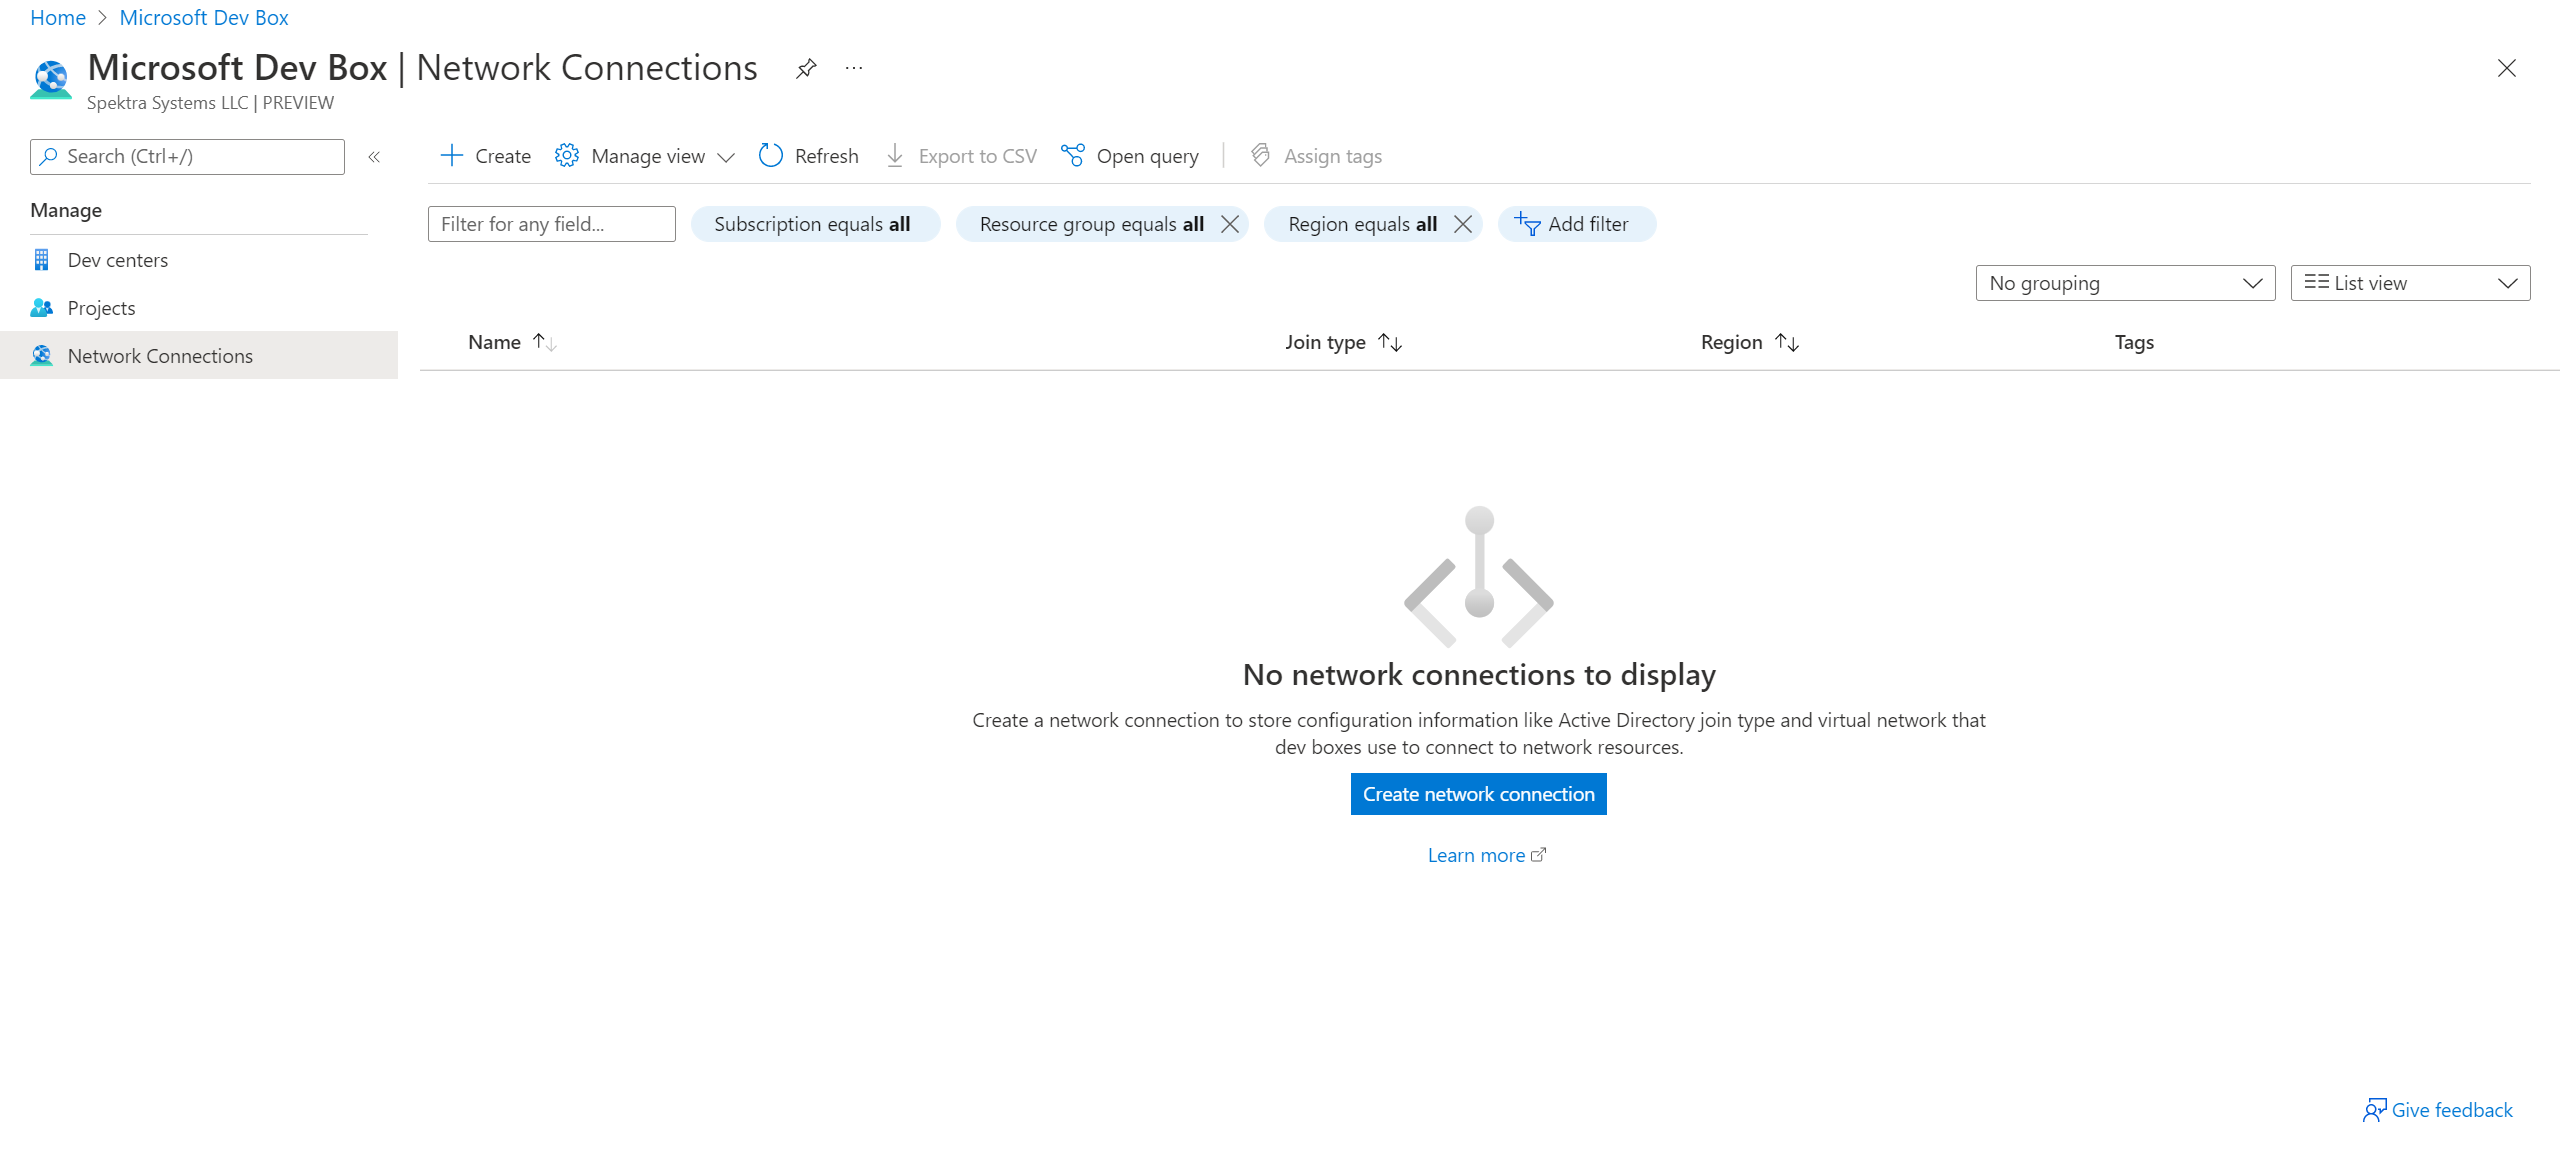 Home > Microsoft Dev Box
Microsoft Dev Box | Network Connections ...
Spektra Systems LLC | PREVIEW
Search (Ctrl+/) «
Manage
Dev centers
Projects
Network Connections
Create Manage view Refresh Export to CSV Open query Assign tags
Filter for any field... Subscription equals all Resource group equals all Region equals all Add filter
No grouping List view
Name Join type Region Tags
No network connections to display
Create a network connection to store configuration information like Active Directory join type and virtual network that
dev boxes use to connect to network resources.
Create network connection
Learn more
Give feedback